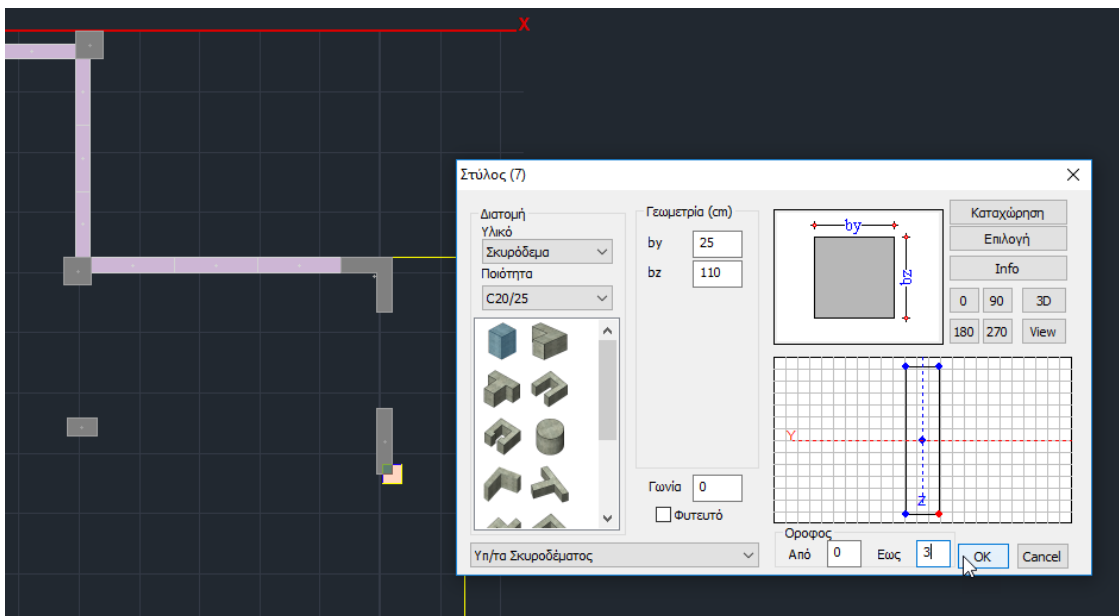 X
Στύλος (7)
Διατομή
Υλικό
Σκυρόδεμα
Ποιότητα
C20/25
Γεωμετρία (cm)
by 25
bz 110
Γωνία 0
Φυτευτό
Υπ/τα Σκυροδέματος
by
bz
Καταχώρηση
Επιλογή
Info
0 90 3D
180 270 View
Y
Z
Οροφος
Από 0 Εως 3
OK Cancel